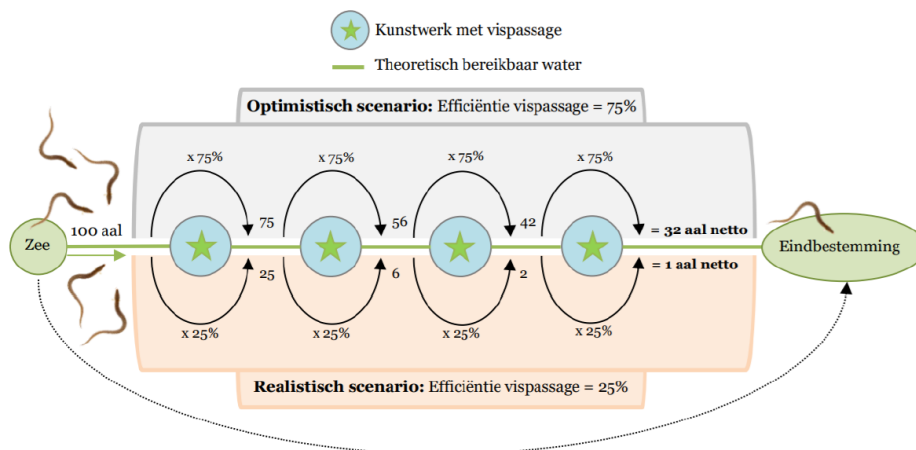 Kunstwerk met vispassage
Theoretisch bereikbaar water
Optimistisch scenario: Efficiëntie vispassage = 75%
x 75%
x 75%
x 75%
x 75%
Zee
100 aal
75
56
42
= 32 aal netto
Eindbestemming
25
6
2
= 1 aal netto
x 25%
x 25%
x 25%
x 25%
Realistisch scenario: Efficiëntie vispassage = 25%